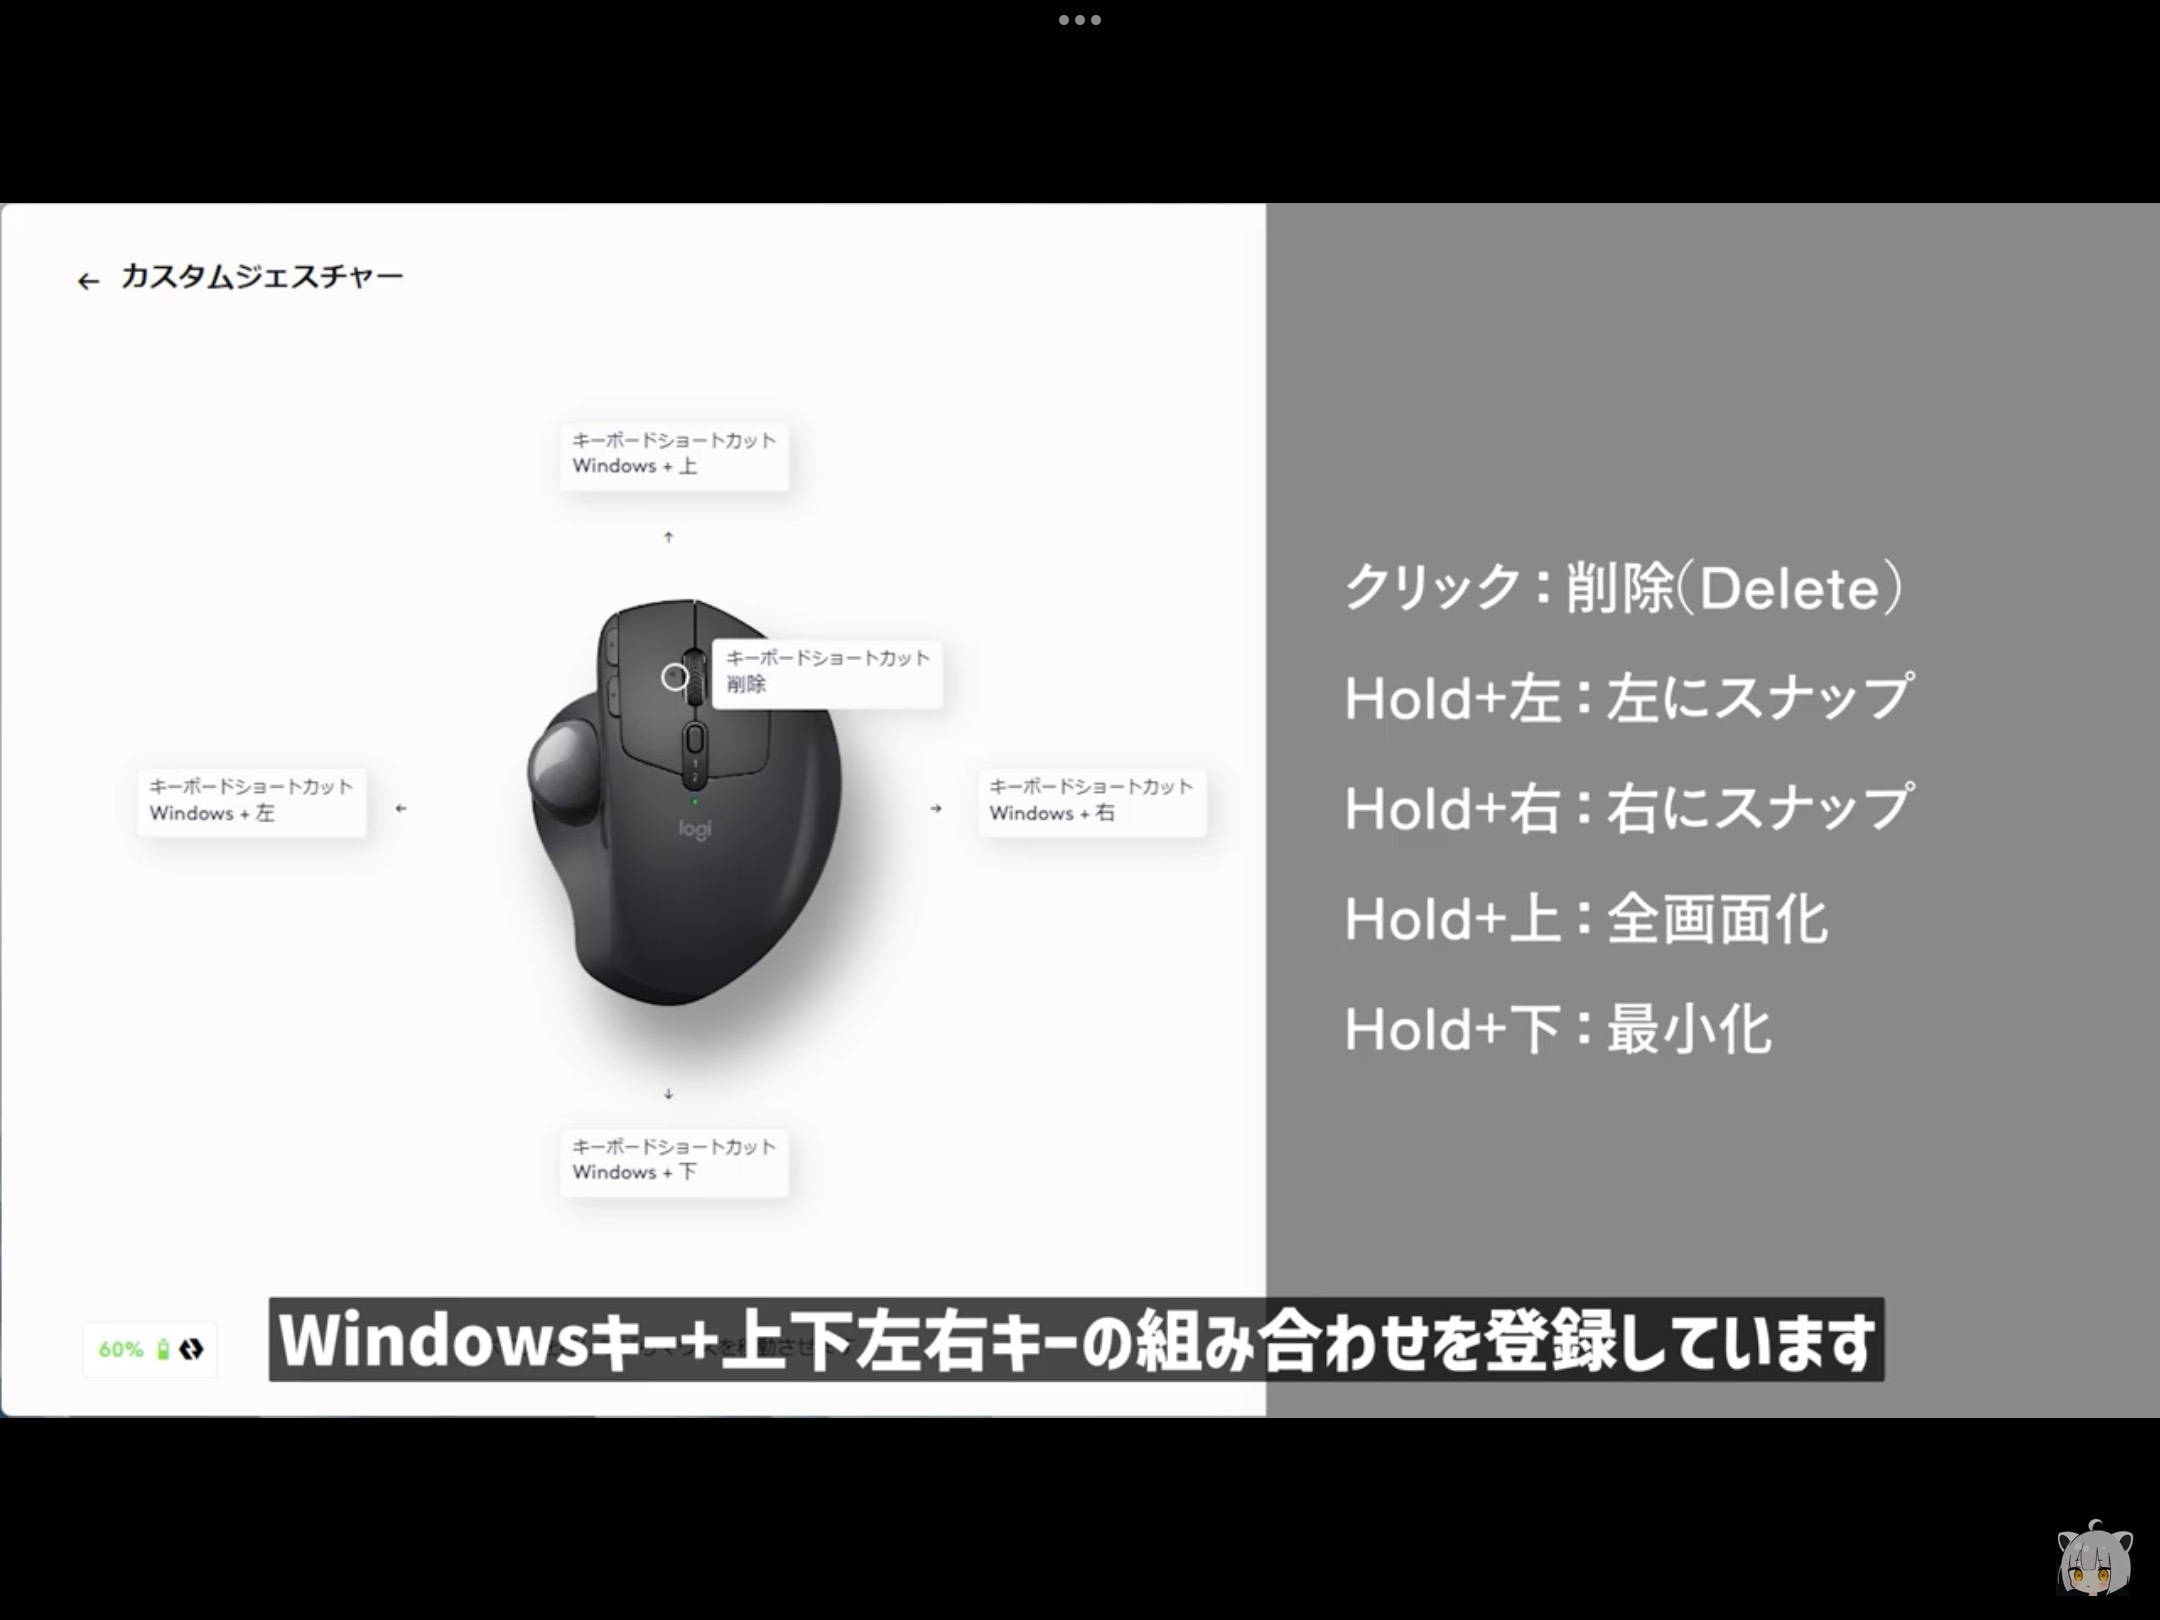 ← カスタムジェスチャー
キーボードショートカット
Windows + 上
↑
キーボードショートカット
削除
1
2
logi
キーボードショートカット
Windows + 左
←
→
キーボードショートカット
Windows + 右
↓
キーボードショートカット
Windows + 下
60%
クリック：削除(Delete)
Hold+左：左にスナップ
Hold+右：右にスナップ
Hold+上：全画面化
Hold+下：最小化
Windowsキー+上下左右キーの組み合わせを登録しています